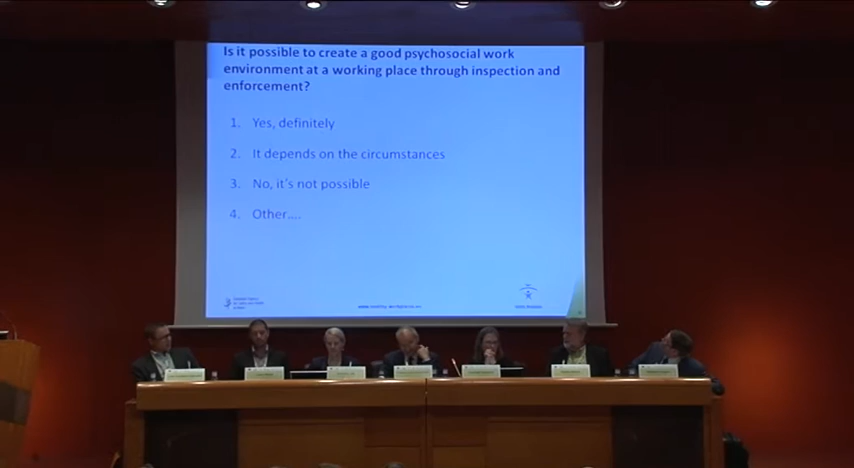 Is it possible to create a good psychosocial work
environment at a working place through inspection and
enforcement?
1. Yes, definitely
2. It depends on the circumstances
3. No, it's not possible
4. Other....